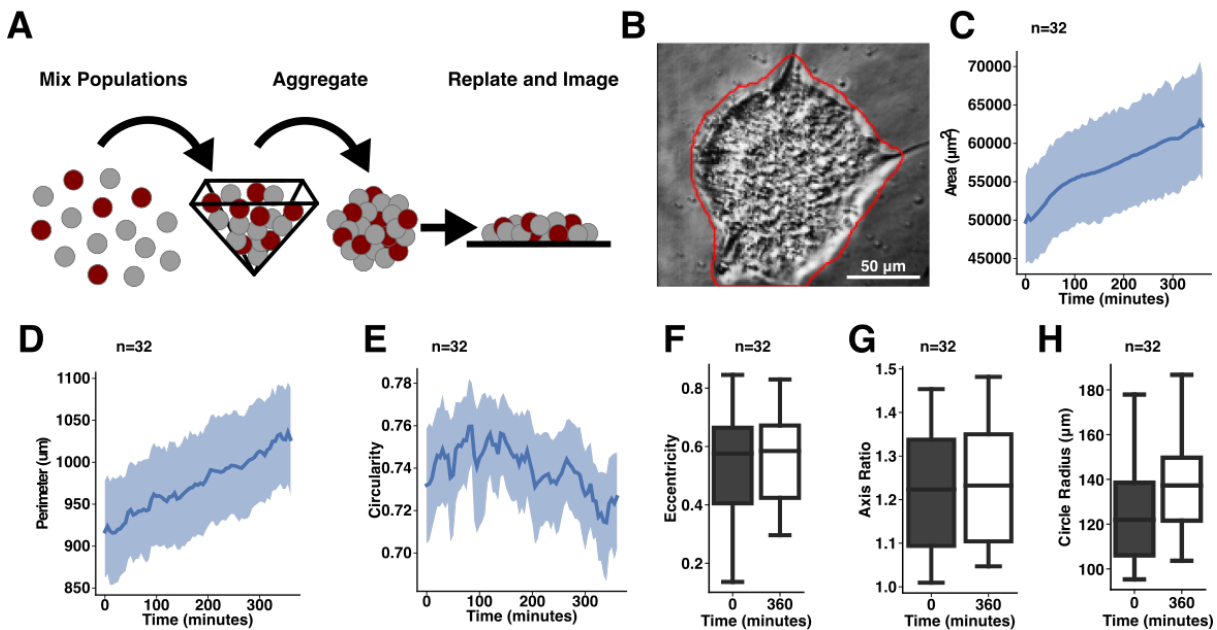 A
Mix Populations
Aggregate
Replate and Image
B
50 µm
C
n=32
70000
65000
60000
55000
50000
45000
Area (µm²)
0 100 200 300
Time (minutes)
D
n=32
1100
1050
1000
950
900
850
Perimeter (um)
0 100 200 300
Time (minutes)
E
n=32
0.78
0.76
0.74
0.72
0.70
Circularity
0 100 200 300
Time (minutes)
F
n=32
0.8
0.6
0.4
0.2
Eccentricity
0 360
Time (minutes)
G
n=32
1.5
1.4
1.3
1.2
1.1
1.0
Axis Ratio
0 360
Time (minutes)
H
n=32
180
160
140
120
100
Circle Radius (µm)
0 360
Time (minutes)